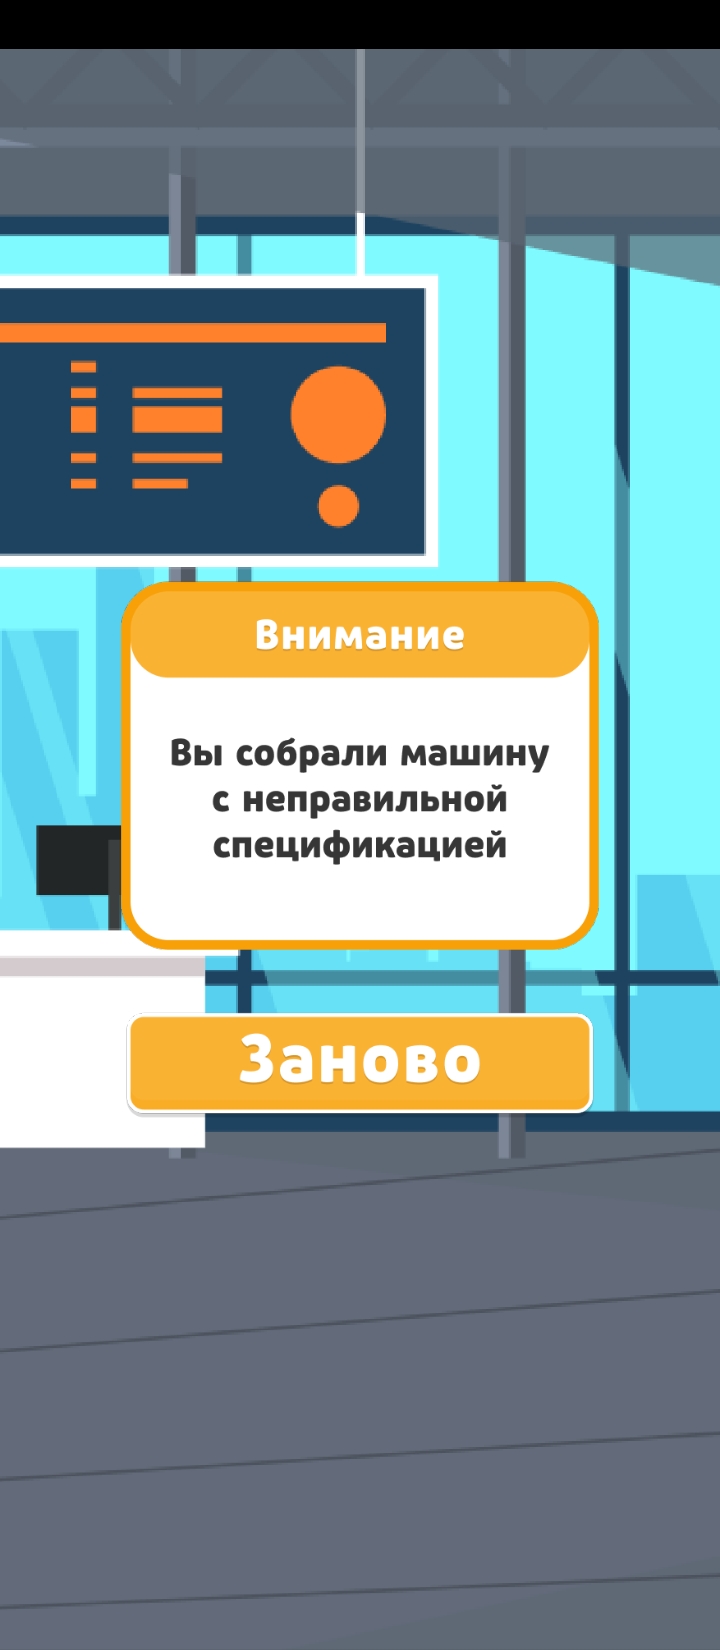 Внимание
Вы собрали машину
с неправильной
спецификацией
Заново